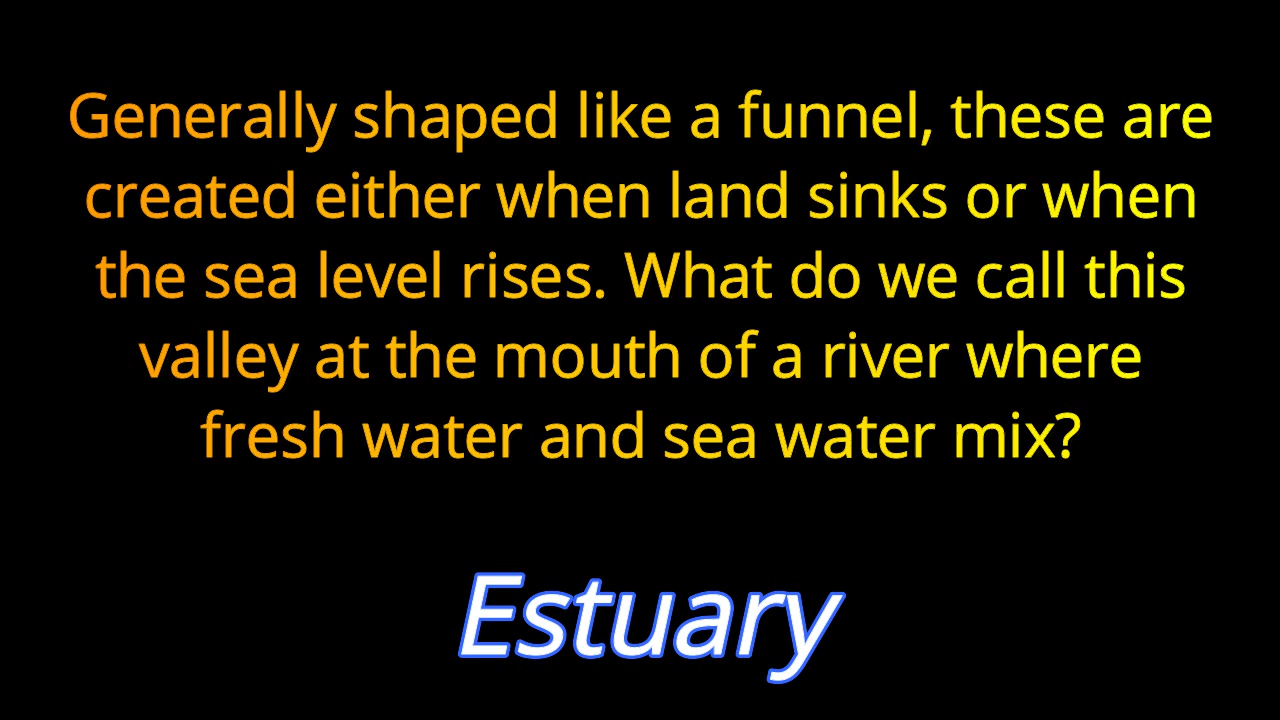 Generally shaped like a funnel, these are
created either when land sinks or when
the sea level rises. What do we call this
valley at the mouth of a river where
fresh water and sea water mix?
Estuary